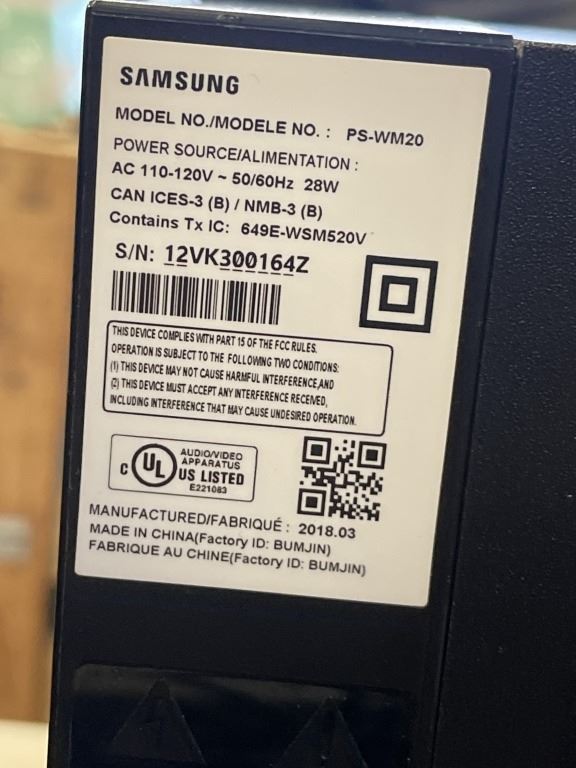 SAMSUNG
MODEL NO./MODELE NO. : PS-WM20
POWER SOURCE/ALIMENTATION :
AC 110-120V ~ 50/60Hz 28W
CAN ICES-3 (B) / NMB-3 (B)
Contains Tx IC: 649E-WSM520V
S/N: 12VK300164Z
THIS DEVICE COMPLIES WITH PART 15 OF THE FCC RULES.
OPERATION IS SUBJECT TO THE FOLLOWING TWO CONDITIONS:
(1) THIS DEVICE MAY NOT CAUSE HARMFUL INTERFERENCE,AND
(2) THIS DEVICE MUST ACCEPT ANY INTERFERENCE RECEIVED,
INCLUDING INTERFERENCE THAT MAY CAUSE UNDESIRED OPERATION.
AUDIO/VIDEO
APPARATUS
C UL US LISTED
E221083
MANUFACTURED/FABRIQUÉ : 2018.03
MADE IN CHINA(Factory ID: BUMJIN)
FABRIQUE AU CHINE(Factory ID: BUMJIN)